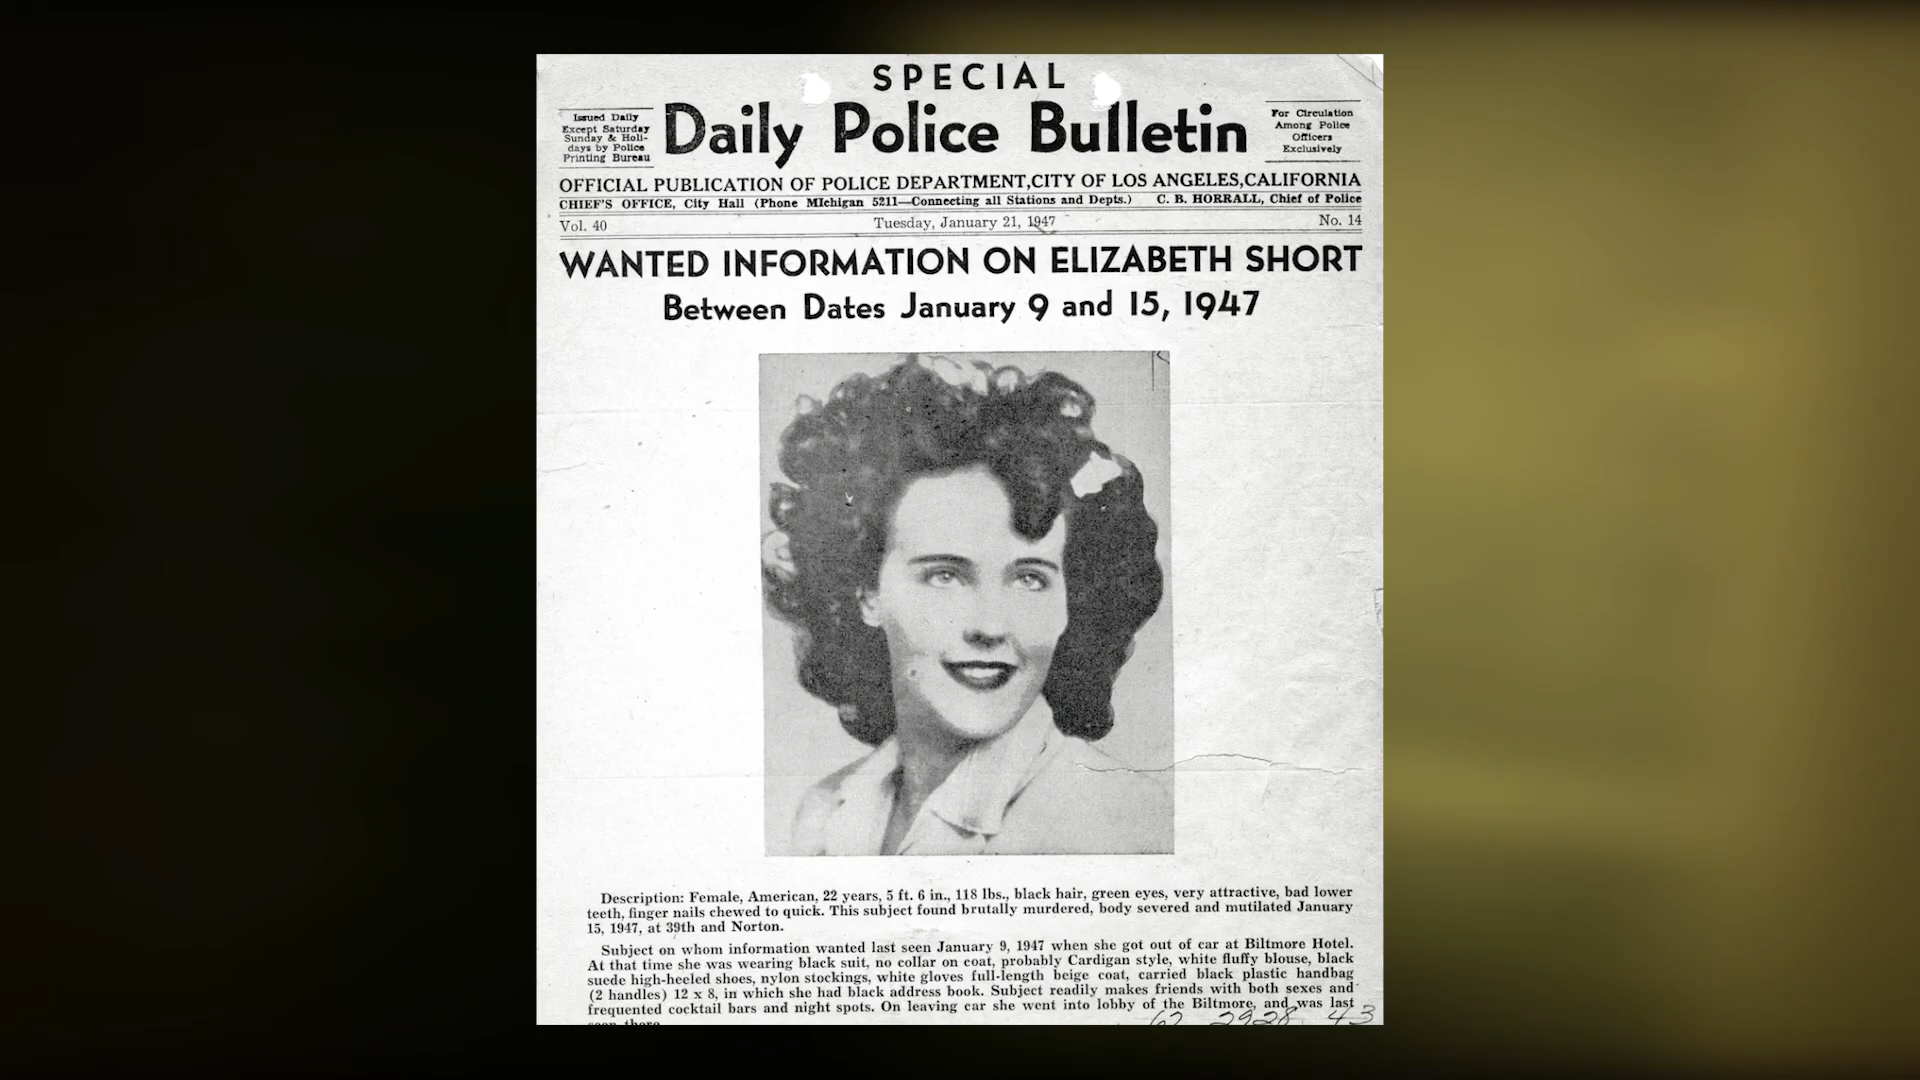 SPECIAL
Issued Daily
Except Saturday
Sunday & Holi-
days by Police
Printing Bureau
Daily Police Bulletin
For Circulation
Among Police
Officers
Exclusively
OFFICIAL PUBLICATION OF POLICE DEPARTMENT, CITY OF LOS ANGELES, CALIFORNIA
CHIEF'S OFFICE, City Hall (Phone MIchigan 5211—Connecting all Stations and Depts.) C. B. HORRALL, Chief of Police
Vol. 40 Tuesday, January 21, 1947 No. 14
WANTED INFORMATION ON ELIZABETH SHORT
Between Dates January 9 and 15, 1947
Description: Female, American, 22 years, 5 ft. 6 in., 118 lbs., black hair, green eyes, very attractive, bad lower
teeth, finger nails chewed to quick. This subject found brutally murdered, body severed and mutilated January
15, 1947, at 39th and Norton.
Subject on whom information wanted last seen January 9, 1947 when she got out of car at Biltmore Hotel.
At that time she was wearing black suit, no collar on coat, probably Cardigan style, white fluffy blouse, black
suede high-heeled shoes, nylon stockings, white gloves full-length beige coat, carried black plastic handbag
(2 handles) 12 x 8, in which she had black address book. Subject readily makes friends with both sexes and
frequented cocktail bars and night spots. On leaving car she went into lobby of the Biltmore, and was last
seen there.
62 2928 43